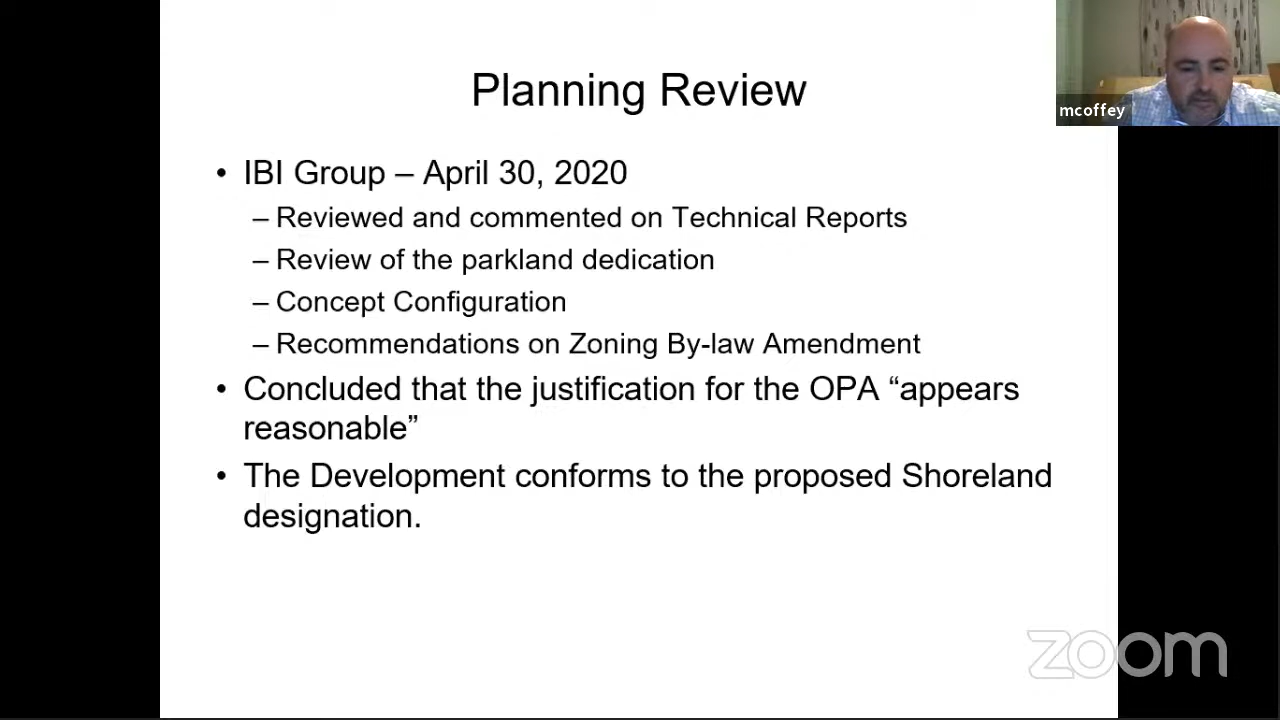 Planning Review
mcoffey
• IBI Group – April 30, 2020
– Reviewed and commented on Technical Reports
– Review of the parkland dedication
– Concept Configuration
– Recommendations on Zoning By-law Amendment
• Concluded that the justification for the OPA “appears
reasonable”
• The Development conforms to the proposed Shoreland
designation.
zoom